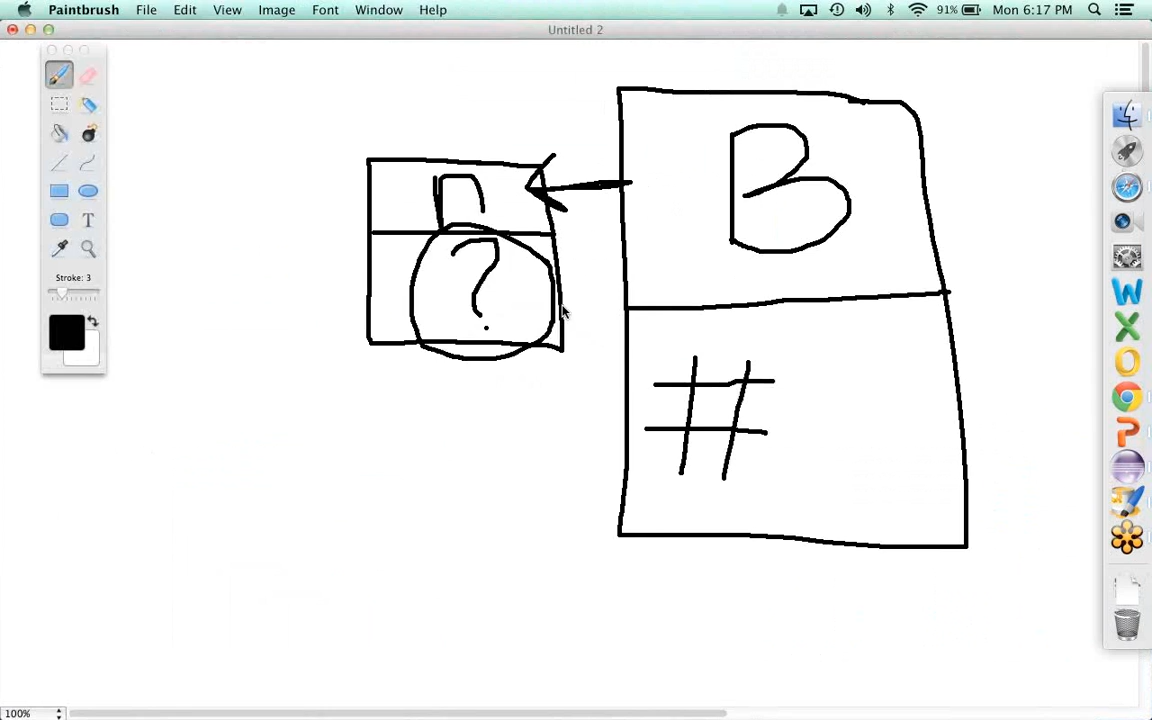 Paintbrush File Edit View Image Font Window Help 91% Mon 6:17 PM
Untitled 2
T
Stroke: 3
n
?
B
#
W
X
O
P
100%